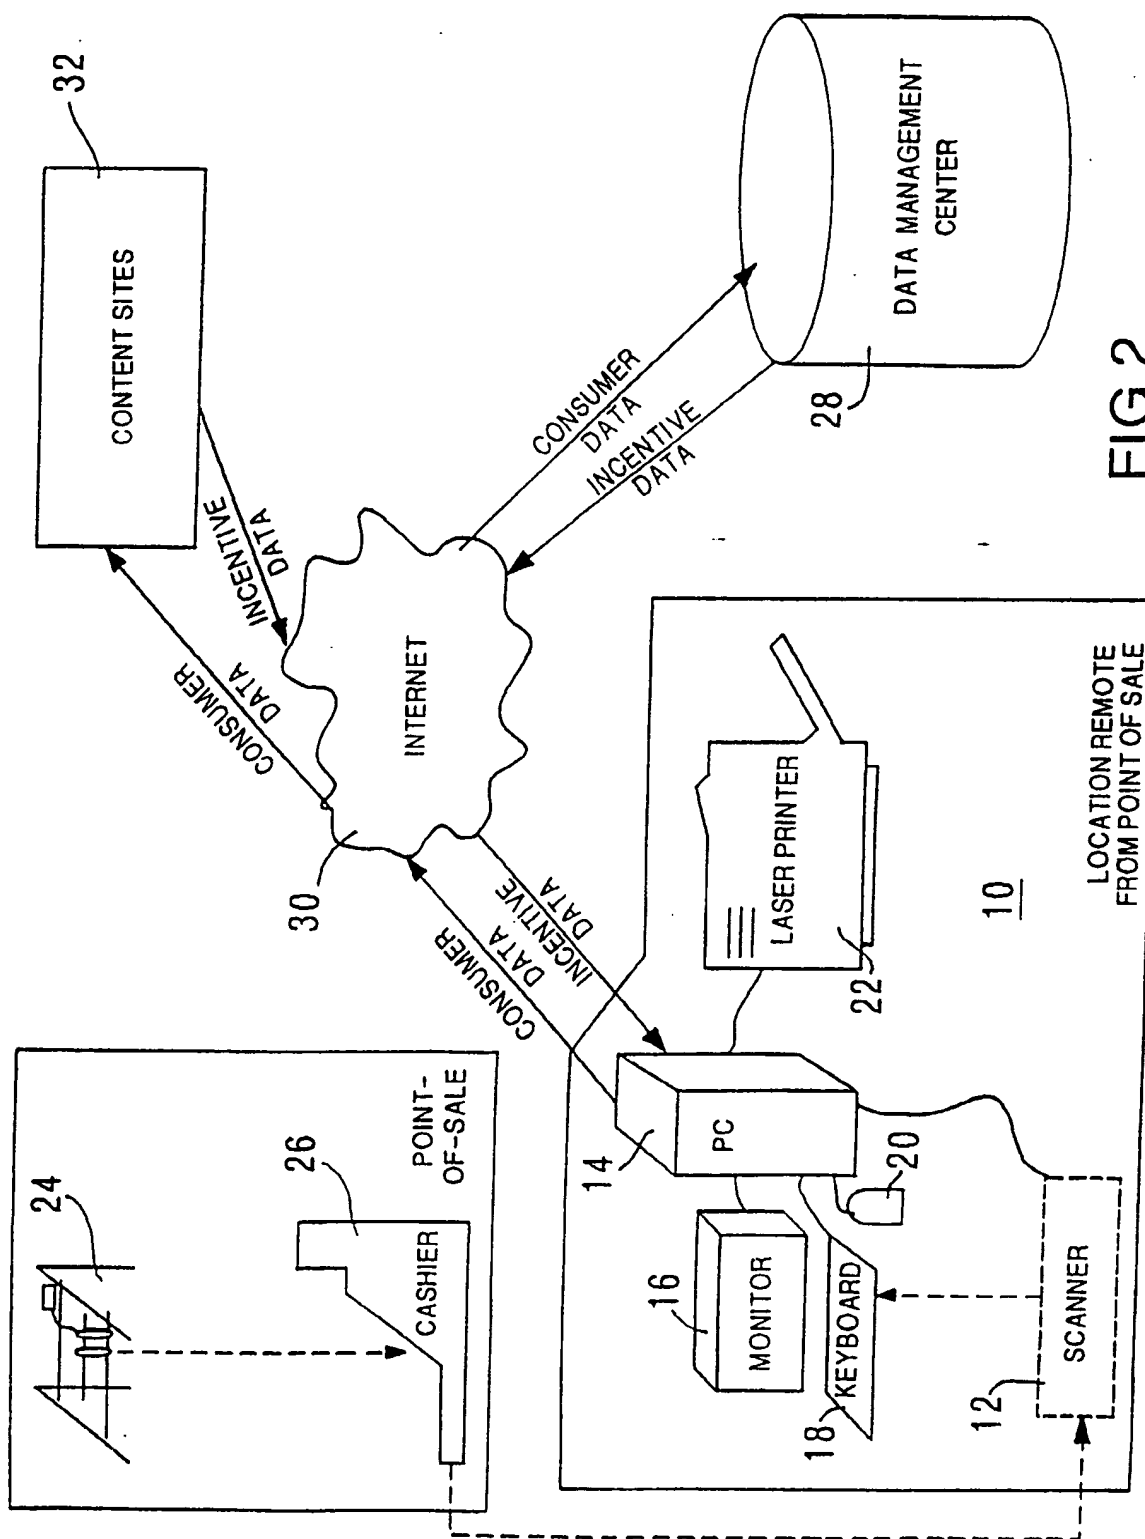 24
26
CASHIER
POINT-
OF-SALE
32
CONTENT SITES
CONSUMER
DATA
INCENTIVE
DATA
30
INTERNET
CONSUMER
DATA
INCENTIVE
DATA
CONSUMER
DATA
INCENTIVE
DATA
28
DATA MANAGEMENT
CENTER
14
PC
16
MONITOR
18
KEYBOARD
20
12
SCANNER
LASER PRINTER
22
10
LOCATION REMOTE
FROM POINT OF SALE
FIG.2